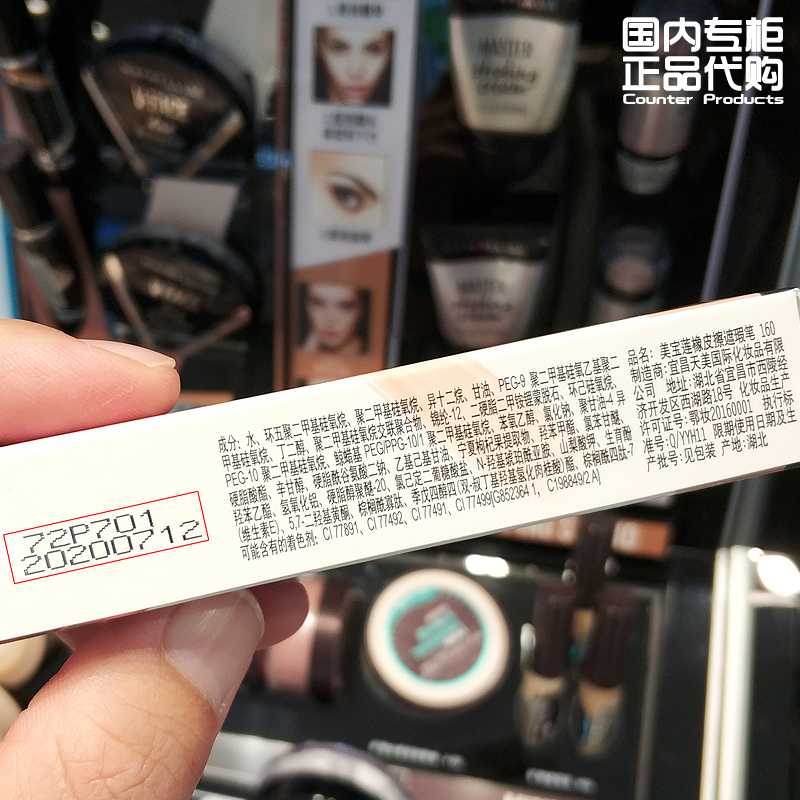 国内专柜
正品代购
Counter Products
MASTER
72P701
20200712
成分：水、环五聚二甲基硅氧烷、聚二甲基硅氧烷、异十二烷、甘油、PEG-9 聚二甲基硅氧乙基聚二
甲基硅氧烷、丁二醇、聚二甲基硅氧烷交联聚合物、锦纶-12、二硬脂二甲铵锂蒙脱石、环己硅氧烷、
PEG-10 聚二甲基硅氧烷、鲸蜡基 PEG/PPG-10/1 聚二甲基硅氧烷、苯氧乙醇、氯化钠、聚甘油-4 异
硬脂酸酯、辛甘醇、硬脂酰谷氨酸二钠、乙基己基甘油、宁夏枸杞果提取物、羟苯甲酯、氯苯甘醚、
羟苯乙酯、氢氧化铝、硬脂醇聚醚-20、氯己定二葡糖酸盐、N-羟基琥珀酰亚胺、山梨酸钾、生育酚
(维生素E)、5,7-二羟基黄酮、棕榈酰寡肽、季戊四醇四(双-叔丁基羟基氢化肉桂酸)酯、棕榈酰四肽-7
可能含有的着色剂：CI 77891、CI 77492、CI 77491、CI 77499[G852364 1, C198849/2 A]
品名：美宝莲橡皮擦遮瑕笔 160
制造商：宜昌天美国际化妆品有限
公司 地址：湖北省宜昌市西陵经
济开发区西湖路18号 化妆品生产
许可证号：鄂妆20160001 执行标
准号：Q/YYH11 限期使用日期及生
产批号：见包装 产地：湖北